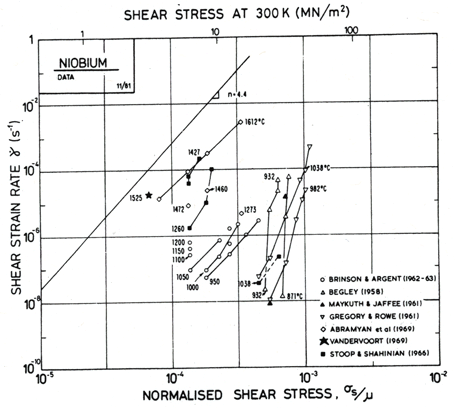 SHEAR STRESS AT 300 K (MN/m²)
1 10 100
NIOBIUM
DATA
11/81
n=4.4
1
10⁻²
10⁻⁴
10⁻⁶
10⁻⁸
10⁻¹⁰
SHEAR STRAIN RATE γ̇ (s⁻¹)
1612°C
1427
1525
1460
1472
1260
1273
1200
1150
1100
1050
1000
950
932
1038°C
982°C
1038
932
871°C
○ BRINSON & ARGENT (1962-63)
△ BEGLEY (1958)
▲ MAYKUTH & JAFFEE (1961)
▽ GREGORY & ROWE (1961)
◇ ABRAMYAN et al (1969)
★ VANDERVOORT (1969)
■ STOOP & SHAHINIAN (1966)
10⁻⁵ 10⁻⁴ 10⁻³ 10⁻²
NORMALISED SHEAR STRESS, σs/μ